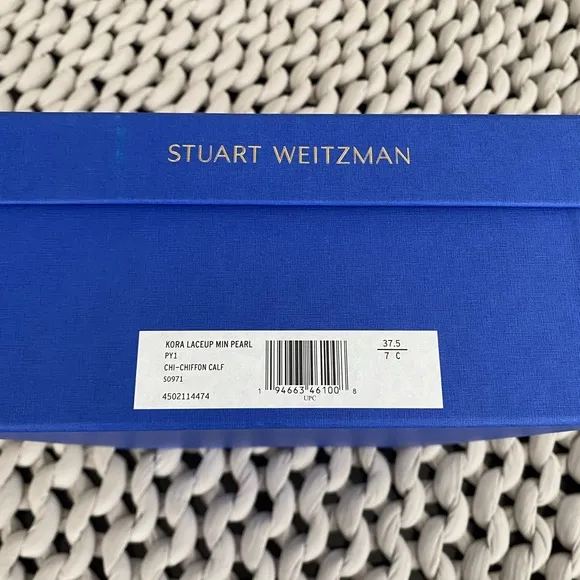 STUART WEITZMAN
KORA LACEUP MIN PEARL
PY1
CHI-CHIFFON CALF
S0971
4502114474
1 94663 46100 8
UPC
37.5
7 C